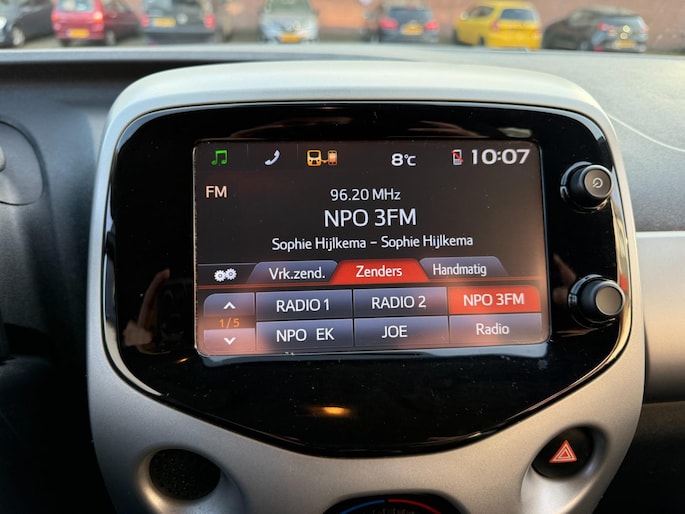 8°C 10:07
FM
96.20 MHz
NPO 3FM
Sophie Hijlkema – Sophie Hijlkema
Vrk.zend. Zenders Handmatig
RADIO 1 RADIO 2 NPO 3FM
1/5
NPO EK JOE Radio